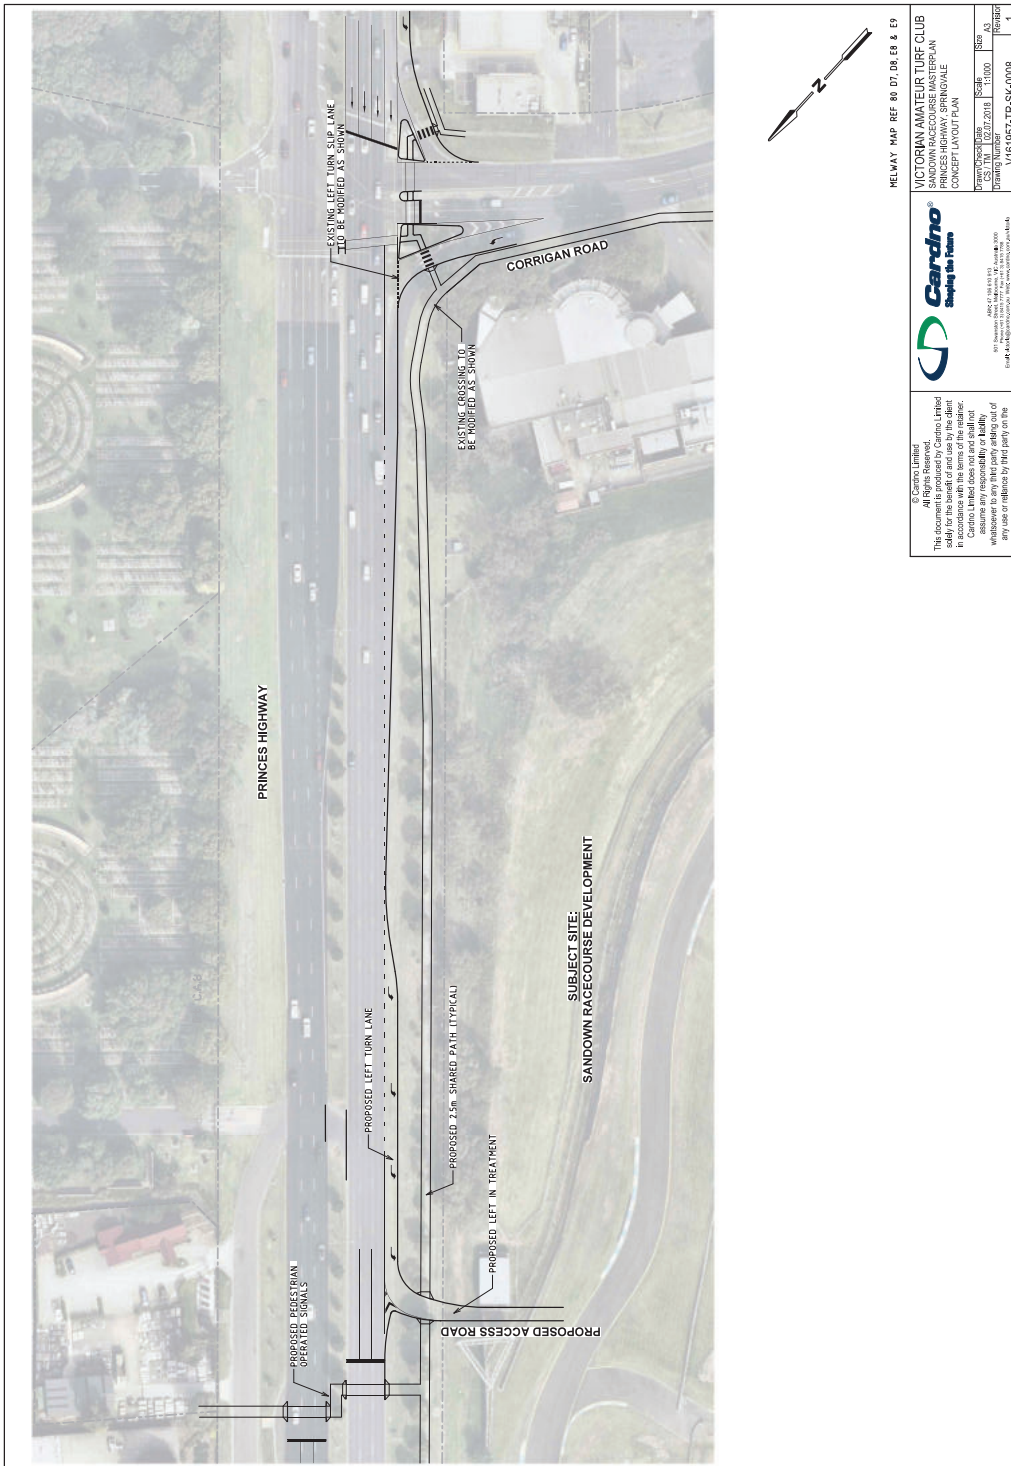 EXISTING LEFT TURN SLIP LANE
TO BE MODIFIED AS SHOWN
CORRIGAN ROAD
EXISTING CROSSING TO
BE MODIFIED AS SHOWN
PRINCES HIGHWAY
SUBJECT SITE:
SANDOWN RACECOURSE DEVELOPMENT
PROPOSED LEFT TURN LANE
PROPOSED 2.5m SHARED PATH (TYPICAL)
PROPOSED LEFT IN TREATMENT
PROPOSED PEDESTRIAN
OPERATED SIGNALS
PROPOSED ACCESS ROAD
N
MELWAY MAP REF 80 D7, D8, E8 & E9
VICTORIAN AMATEUR TURF CLUB
SANDOWN RACECOURSE MASTERPLAN
PRINCES HIGHWAY, SPRINGVALE
CONCEPT LAYOUT PLAN
Drawn/Check Date Scale Size
CS / TM 02.07.2018 1:1000 A3
Drawing Number Revision
V161957-TR-SK-0008 1
Cardno®
Shaping the Future
© Cardno Limited
All Rights Reserved.
This document is produced by Cardno Limited
solely for the benefit of and use by the client
in accordance with the terms of the retainer.
Cardno Limited does not and shall not
assume any responsibility or liability
whatsoever to any third party arising out of
any use or reliance by third party on the